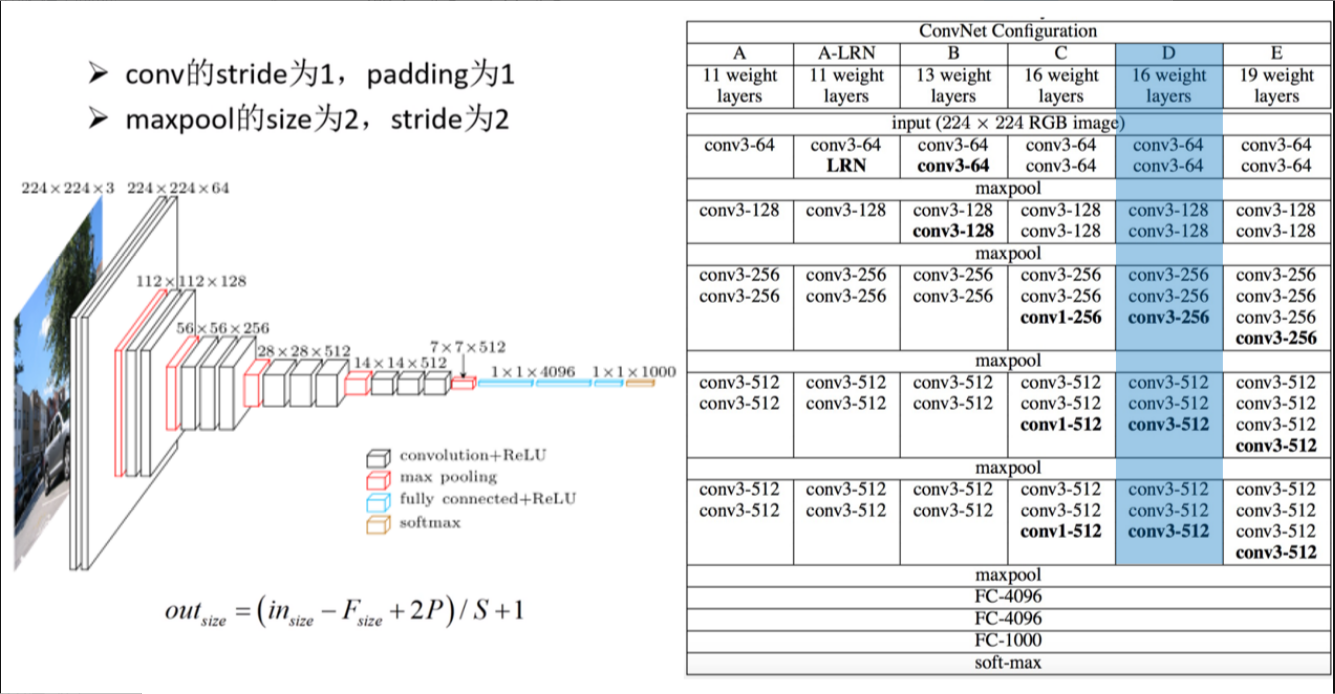 ➢ conv的stride为1，padding为1
➢ maxpool的size为2，stride为2
224×224×3 224×224×64
112×112×128
56×56×256
28×28×512
14×14×512
7×7×512
1×1×4096 1×1×1000
convolution+ReLU
max pooling
fully connected+ReLU
softmax
out_size = (in_size − F_size + 2P) / S + 1
ConvNet Configuration
A A-LRN B C D E
11 weight 11 weight 13 weight 16 weight 16 weight 19 weight
layers layers layers layers layers layers
input (224 × 224 RGB image)
conv3-64 conv3-64 conv3-64 conv3-64 conv3-64 conv3-64
LRN conv3-64 conv3-64 conv3-64 conv3-64
maxpool
conv3-128 conv3-128 conv3-128 conv3-128 conv3-128 conv3-128
conv3-128 conv3-128 conv3-128 conv3-128
maxpool
conv3-256 conv3-256 conv3-256 conv3-256 conv3-256 conv3-256
conv3-256 conv3-256 conv3-256 conv3-256 conv3-256 conv3-256
conv1-256 conv3-256 conv3-256
conv3-256
maxpool
conv3-512 conv3-512 conv3-512 conv3-512 conv3-512 conv3-512
conv3-512 conv3-512 conv3-512 conv3-512 conv3-512 conv3-512
conv1-512 conv3-512 conv3-512
conv3-512
maxpool
conv3-512 conv3-512 conv3-512 conv3-512 conv3-512 conv3-512
conv3-512 conv3-512 conv3-512 conv3-512 conv3-512 conv3-512
conv1-512 conv3-512 conv3-512
conv3-512
maxpool
FC-4096
FC-4096
FC-1000
soft-max